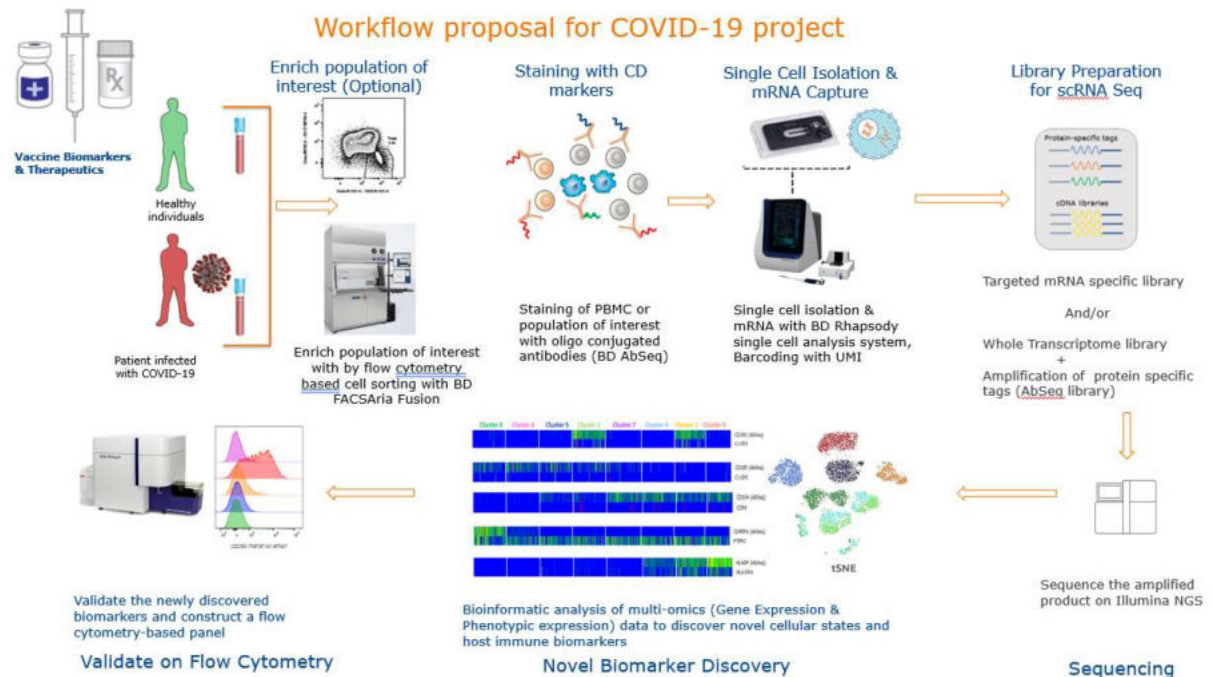 Workflow proposal for COVID-19 project
Rx
Vaccine Biomarkers
& Therapeutics
Healthy
individuals
Patient infected
with COVID-19
Enrich population of
interest (Optional)
Enrich population of interest
with by flow cytometry
based cell sorting with BD
FACSAria Fusion
Staining with CD
markers
Staining of PBMC or
population of interest
with oligo conjugated
antibodies (BD AbSeq)
Single Cell Isolation &
mRNA Capture
Single cell isolation &
mRNA with BD Rhapsody
single cell analysis system,
Barcoding with UMI
Library Preparation
for scRNA Seq
Protein-specific tags
cDNA libraries
Targeted mRNA specific library
And/or
Whole Transcriptome library
+
Amplification of protein specific
tags (AbSeq library)
Sequence the amplified
product on Illumina NGS
Sequencing
Cluster 5
Cluster 7
tSNE
Bioinformatic analysis of multi-omics (Gene Expression &
Phenotypic expression) data to discover novel cellular states and
host immune biomarkers
Novel Biomarker Discovery
Validate the newly discovered
biomarkers and construct a flow
cytometry-based panel
Validate on Flow Cytometry